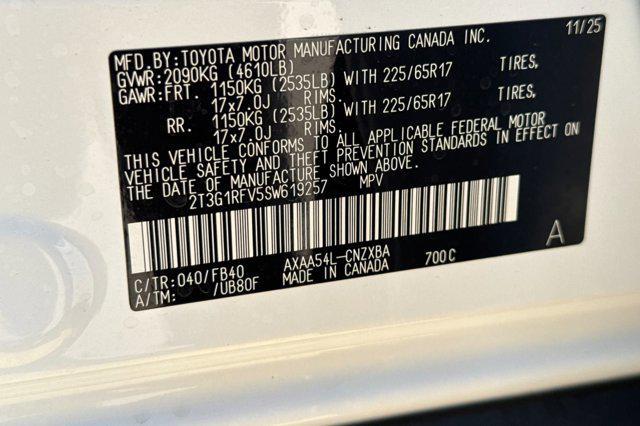 MFD.BY:TOYOTA MOTOR MANUFACTURING CANADA INC. 11/25
GVWR:2090KG (4610LB)
GAWR:FRT. 1150KG (2535LB) WITH 225/65R17 TIRES,
17x7.0J RIMS.
RR. 1150KG (2535LB) WITH 225/65R17 TIRES,
17x7.0J RIMS.
THIS VEHICLE CONFORMS TO ALL APPLICABLE FEDERAL MOTOR
VEHICLE SAFETY AND THEFT PREVENTION STANDARDS IN EFFECT ON
THE DATE OF MANUFACTURE SHOWN ABOVE.
2T3G1RFV5SW619257 MPV
C/TR:040/FB40 AXAA54L-CNZXBA 700C A
A/TM: /UB80F MADE IN CANADA